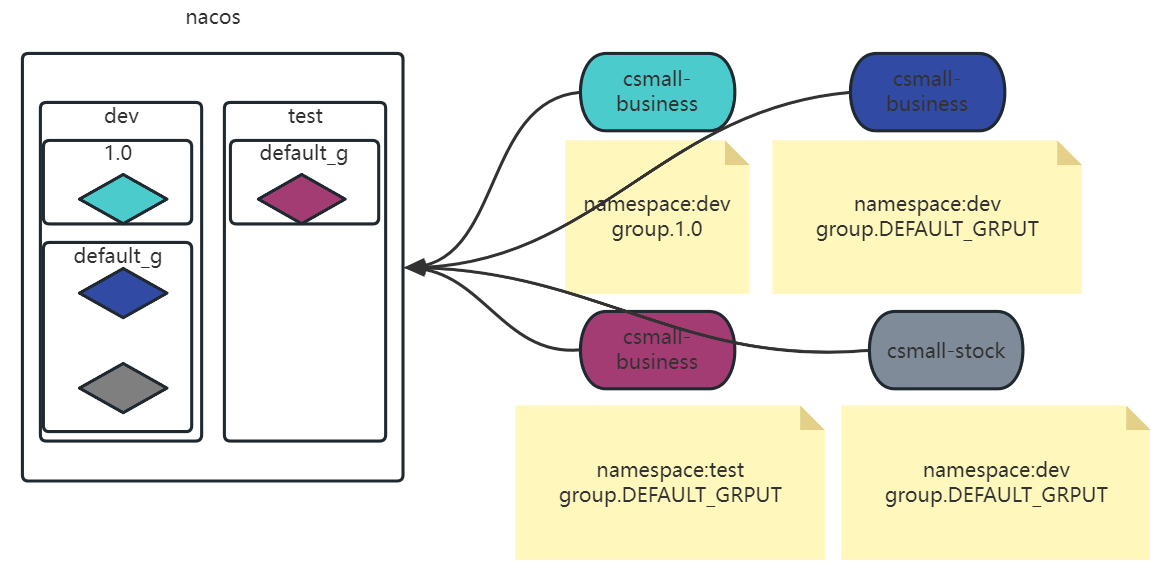 nacos
dev
1.0
default_g
test
default_g
csmall-
business
namespace:dev
group.1.0
csmall-
business
namespace:dev
group.DEFAULT_GRPUT
csmall-
business
namespace:test
group.DEFAULT_GRPUT
csmall-stock
namespace:dev
group.DEFAULT_GRPUT